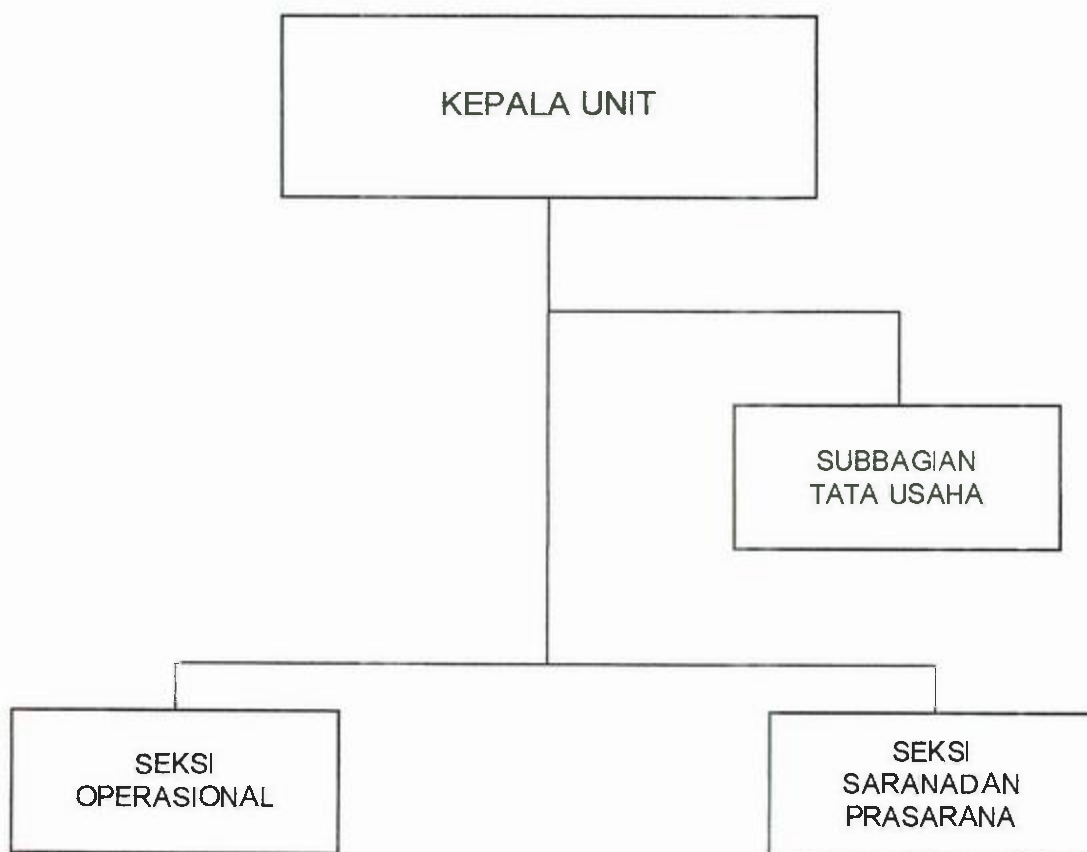 KEPALA UNIT
SUBBAGIAN
TATA USAHA
SEKSI
OPERASIONAL
SEKSI
SARANADAN
PRASARANA